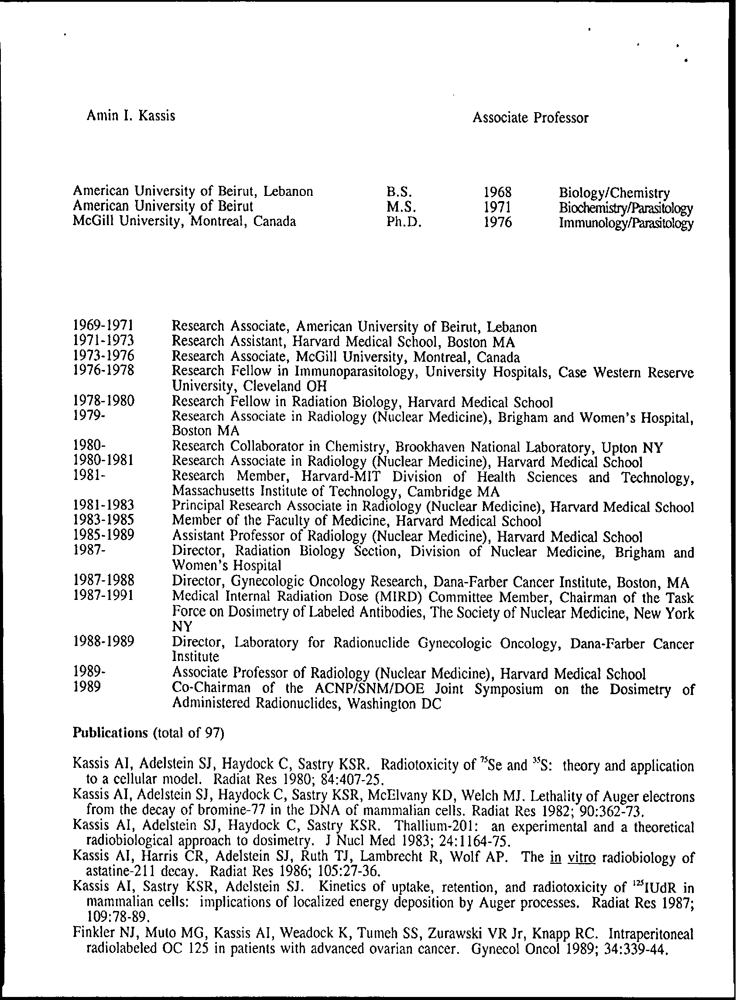 Amin I. Kassis Associate Professor
American University of Beirut, Lebanon B.S. 1968 Biology/Chemistry
American University of Beirut M.S. 1971 Biochemistry/Parasitology
McGill University, Montreal, Canada Ph.D. 1976 Immunology/Parasitology
1969-1971 Research Associate, American University of Beirut, Lebanon
1971-1973 Research Assistant, Harvard Medical School, Boston MA
1973-1976 Research Associate, McGill University, Montreal, Canada
1976-1978 Research Fellow in Immunoparasitology, University Hospitals, Case Western Reserve
University, Cleveland OH
1978-1980 Research Fellow in Radiation Biology, Harvard Medical School
1979- Research Associate in Radiology (Nuclear Medicine), Brigham and Women's Hospital,
Boston MA
1980- Research Collaborator in Chemistry, Brookhaven National Laboratory, Upton NY
1980-1981 Research Associate in Radiology (Nuclear Medicine), Harvard Medical School
1981- Research Member, Harvard-MIT Division of Health Sciences and Technology,
Massachusetts Institute of Technology, Cambridge MA
1981-1983 Principal Research Associate in Radiology (Nuclear Medicine), Harvard Medical School
1983-1985 Member of the Faculty of Medicine, Harvard Medical School
1985-1989 Assistant Professor of Radiology (Nuclear Medicine), Harvard Medical School
1987- Director, Radiation Biology Section, Division of Nuclear Medicine, Brigham and
Women's Hospital
1987-1988 Director, Gynecologic Oncology Research, Dana-Farber Cancer Institute, Boston, MA
1987-1991 Medical Internal Radiation Dose (MIRD) Committee Member, Chairman of the Task
Force on Dosimetry of Labeled Antibodies, The Society of Nuclear Medicine, New York
NY
1988-1989 Director, Laboratory for Radionuclide Gynecologic Oncology, Dana-Farber Cancer
Institute
1989- Associate Professor of Radiology (Nuclear Medicine), Harvard Medical School
1989 Co-Chairman of the ACNP/SNM/DOE Joint Symposium on the Dosimetry of
Administered Radionuclides, Washington DC
Publications (total of 97)
Kassis AI, Adelstein SJ, Haydock C, Sastry KSR. Radiotoxicity of ⁷⁵Se and ³⁵S: theory and application
to a cellular model. Radiat Res 1980; 84:407-25.
Kassis AI, Adelstein SJ, Haydock C, Sastry KSR, McElvany KD, Welch MJ. Lethality of Auger electrons
from the decay of bromine-77 in the DNA of mammalian cells. Radiat Res 1982; 90:362-73.
Kassis AI, Adelstein SJ, Haydock C, Sastry KSR. Thallium-201: an experimental and a theoretical
radiobiological approach to dosimetry. J Nucl Med 1983; 24:1164-75.
Kassis AI, Harris CR, Adelstein SJ, Ruth TJ, Lambrecht R, Wolf AP. The in vitro radiobiology of
astatine-211 decay. Radiat Res 1986; 105:27-36.
Kassis AI, Sastry KSR, Adelstein SJ. Kinetics of uptake, retention, and radiotoxicity of ¹²⁵IUdR in
mammalian cells: implications of localized energy deposition by Auger processes. Radiat Res 1987;
109:78-89.
Finkler NJ, Muto MG, Kassis AI, Weadock K, Tumeh SS, Zurawski VR Jr, Knapp RC. Intraperitoneal
radiolabeled OC 125 in patients with advanced ovarian cancer. Gynecol Oncol 1989; 34:339-44.